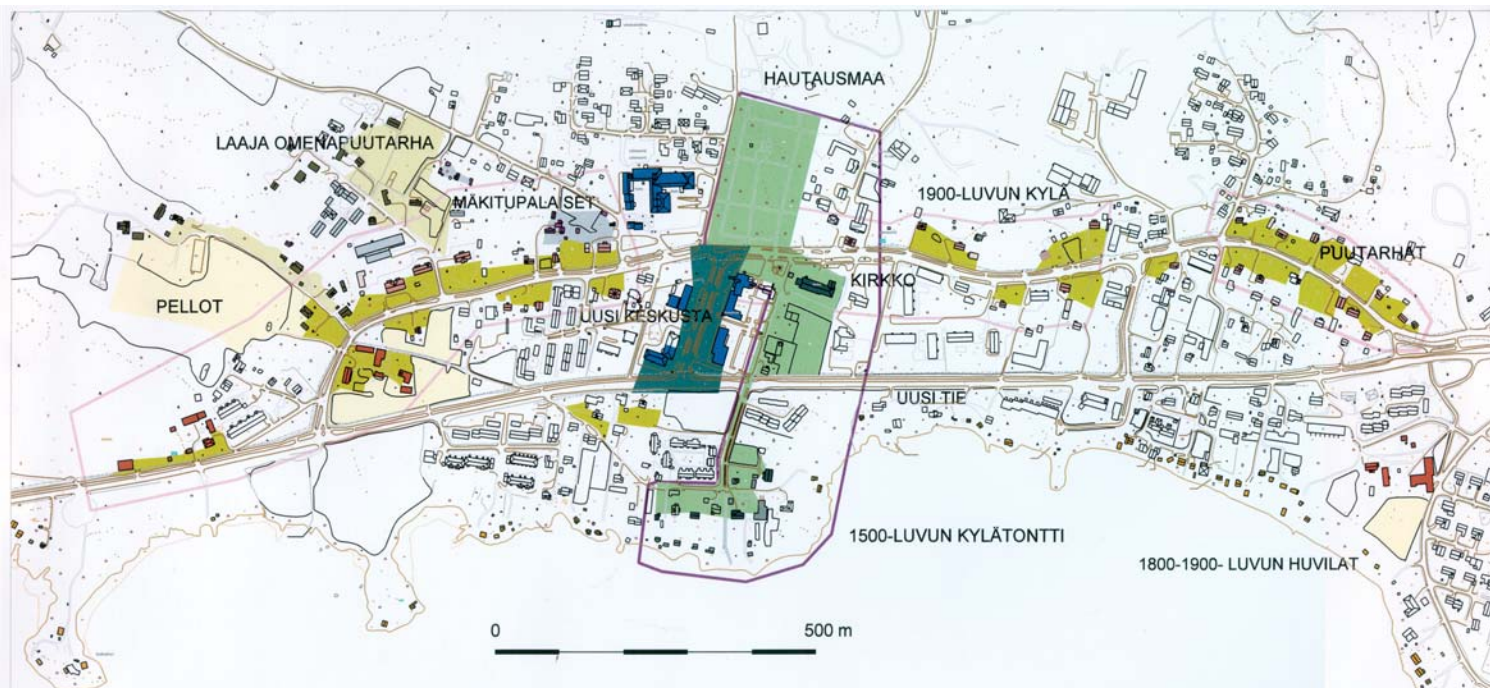 HAUTAUSMAA
LAAJA OMENAPUUTARHA
MÄKITUPALAISET
1900-LUVUN KYLÄ
PUUTARHAT
KIRKKO
PELLOT
UUSI KESKUSTA
UUSI TIE
1500-LUVUN KYLÄTONTTI
1800-1900- LUVUN HUVILAT
0 500 m